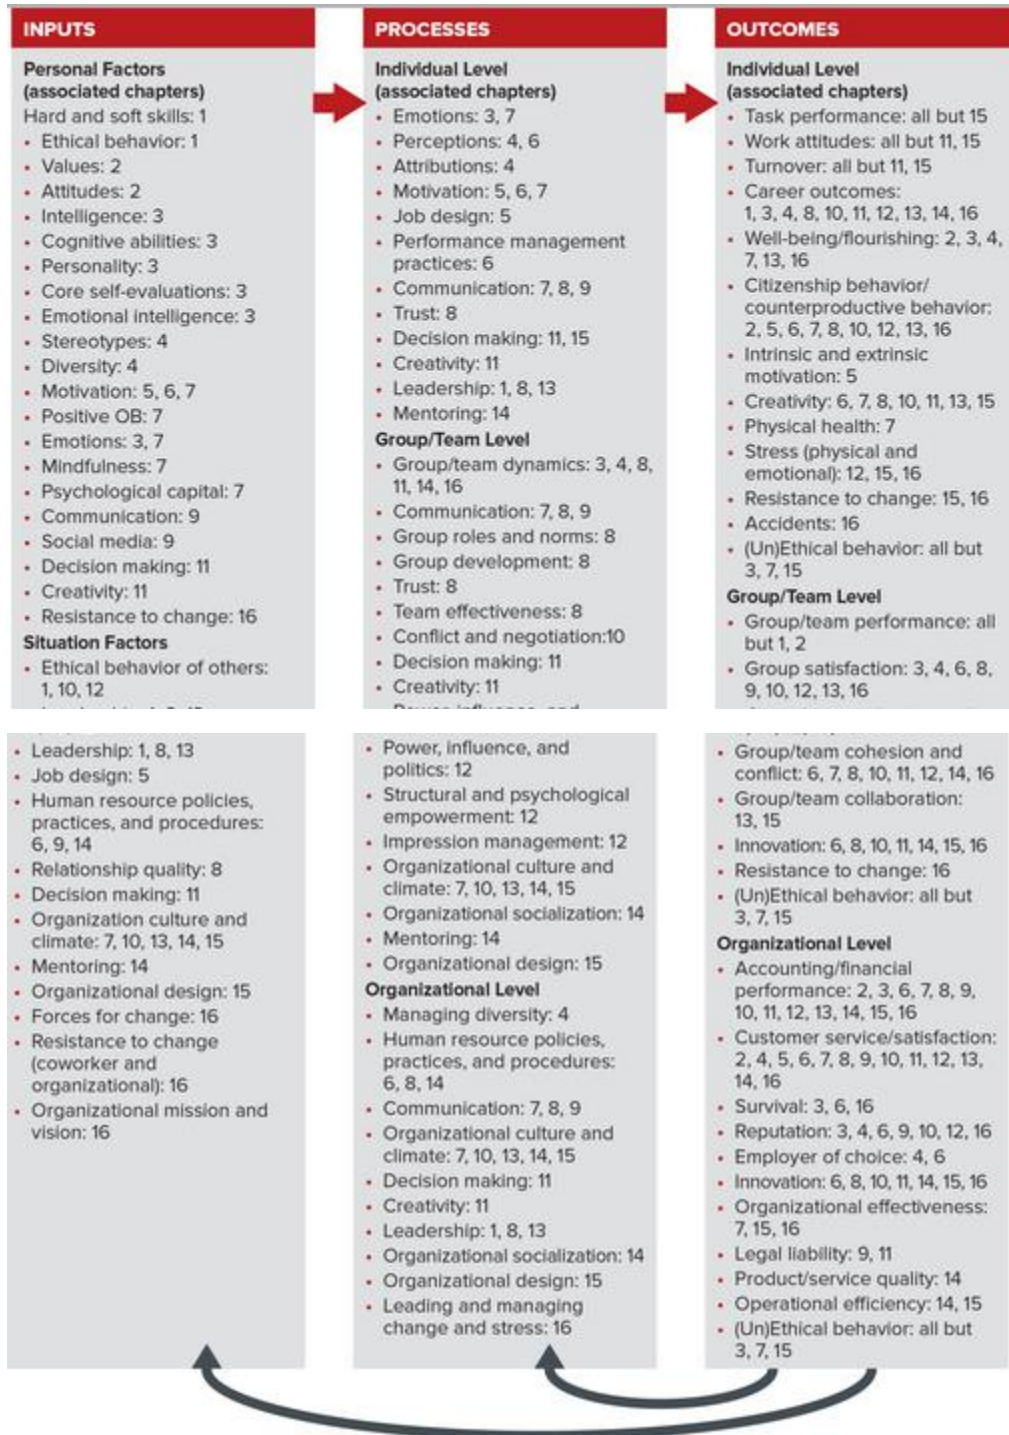 INPUTS
Personal Factors
(associated chapters)
Hard and soft skills: 1
• Ethical behavior: 1
• Values: 2
• Attitudes: 2
• Intelligence: 3
• Cognitive abilities: 3
• Personality: 3
• Core self-evaluations: 3
• Emotional intelligence: 3
• Stereotypes: 4
• Diversity: 4
• Motivation: 5, 6, 7
• Positive OB: 7
• Emotions: 3, 7
• Mindfulness: 7
• Psychological capital: 7
• Communication: 9
• Social media: 9
• Decision making: 11
• Creativity: 11
• Resistance to change: 16
Situation Factors
• Ethical behavior of others:
1, 10, 12
• Leadership: 1, 8, 13
• Job design: 5
• Human resource policies,
practices, and procedures:
6, 9, 14
• Relationship quality: 8
• Decision making: 11
• Organization culture and
climate: 7, 10, 13, 14, 15
• Mentoring: 14
• Organizational design: 15
• Forces for change: 16
• Resistance to change
(coworker and
organizational): 16
• Organizational mission and
vision: 16
PROCESSES
Individual Level
(associated chapters)
• Emotions: 3, 7
• Perceptions: 4, 6
• Attributions: 4
• Motivation: 5, 6, 7
• Job design: 5
• Performance management
practices: 6
• Communication: 7, 8, 9
• Trust: 8
• Decision making: 11, 15
• Creativity: 11
• Leadership: 1, 8, 13
• Mentoring: 14
Group/Team Level
• Group/team dynamics: 3, 4, 8,
11, 14, 16
• Communication: 7, 8, 9
• Group roles and norms: 8
• Group development: 8
• Trust: 8
• Team effectiveness: 8
• Conflict and negotiation:10
• Decision making: 11
• Creativity: 11
• Power, influence, and
politics: 12
• Structural and psychological
empowerment: 12
• Impression management: 12
• Organizational culture and
climate: 7, 10, 13, 14, 15
• Organizational socialization: 14
• Mentoring: 14
• Organizational design: 15
Organizational Level
• Managing diversity: 4
• Human resource policies,
practices, and procedures:
6, 8, 14
• Communication: 7, 8, 9
• Organizational culture and
climate: 7, 10, 13, 14, 15
• Decision making: 11
• Creativity: 11
• Leadership: 1, 8, 13
• Organizational socialization: 14
• Organizational design: 15
• Leading and managing
change and stress: 16
OUTCOMES
Individual Level
(associated chapters)
• Task performance: all but 15
• Work attitudes: all but 11, 15
• Turnover: all but 11, 15
• Career outcomes:
1, 3, 4, 8, 10, 11, 12, 13, 14, 16
• Well-being/flourishing: 2, 3, 4,
7, 13, 16
• Citizenship behavior/
counterproductive behavior:
2, 5, 6, 7, 8, 10, 12, 13, 16
• Intrinsic and extrinsic
motivation: 5
• Creativity: 6, 7, 8, 10, 11, 13, 15
• Physical health: 7
• Stress (physical and
emotional): 12, 15, 16
• Resistance to change: 15, 16
• Accidents: 16
• (Un)Ethical behavior: all but
3, 7, 15
Group/Team Level
• Group/team performance: all
but 1, 2
• Group satisfaction: 3, 4, 6, 8,
9, 10, 12, 13, 16
• Group/team cohesion and
conflict: 6, 7, 8, 10, 11, 12, 14, 16
• Group/team collaboration:
13, 15
• Innovation: 6, 8, 10, 11, 14, 15, 16
• Resistance to change: 16
• (Un)Ethical behavior: all but
3, 7, 15
Organizational Level
• Accounting/financial
performance: 2, 3, 6, 7, 8, 9,
10, 11, 12, 13, 14, 15, 16
• Customer service/satisfaction:
2, 4, 5, 6, 7, 8, 9, 10, 11, 12, 13,
14, 16
• Survival: 3, 6, 16
• Reputation: 3, 4, 6, 9, 10, 12, 16
• Employer of choice: 4, 6
• Innovation: 6, 8, 10, 11, 14, 15, 16
• Organizational effectiveness:
7, 15, 16
• Legal liability: 9, 11
• Product/service quality: 14
• Operational efficiency: 14, 15
• (Un)Ethical behavior: all but
3, 7, 15